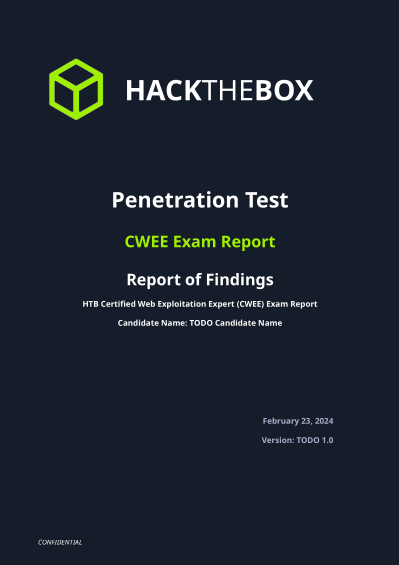 HACKTHEBOX
Penetration Test
CWEE Exam Report
Report of Findings
HTB Certified Web Exploitation Expert (CWEE) Exam Report
Candidate Name: TODO Candidate Name
February 23, 2024
Version: TODO 1.0
CONFIDENTIAL